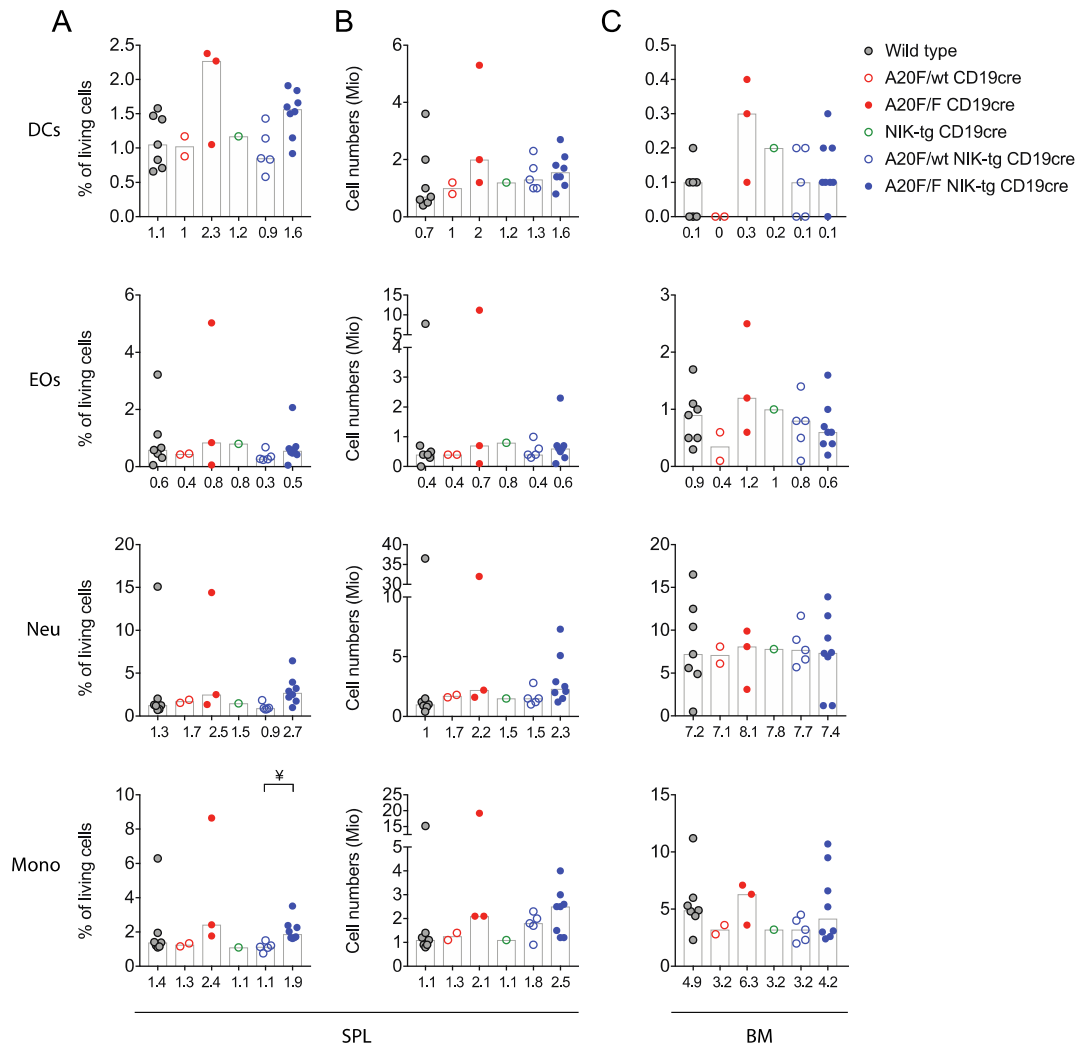 A
B
C
DCs
% of living cells
2.5
2.0
1.5
1.0
0.5
0.0
1.1 1 2.3 1.2 0.9 1.6
Cell numbers (Mio)
6
4
2
0
0.7 1 2 1.2 1.3 1.6
0.5
0.4
0.3
0.2
0.1
0.0
0.1 0 0.3 0.2 0.1 0.1
Wild type
A20F/wt CD19cre
A20F/F CD19cre
NIK-tg CD19cre
A20F/wt NIK-tg CD19cre
A20F/F NIK-tg CD19cre
EOs
% of living cells
6
4
2
0
0.6 0.4 0.8 0.8 0.3 0.5
Cell numbers (Mio)
15
10
5
4
2
0
0.4 0.4 0.7 0.8 0.4 0.6
3
2
1
0
0.9 0.4 1.2 1 0.8 0.6
Neu
% of living cells
20
15
10
5
0
1.3 1.7 2.5 1.5 0.9 2.7
Cell numbers (Mio)
40
35
30
10
5
0
1 1.7 2.2 1.5 1.5 2.3
20
15
10
5
0
7.2 7.1 8.1 7.8 7.7 7.4
Mono
% of living cells
10
8
6
4
2
0
¥
1.4 1.3 2.4 1.1 1.1 1.9
Cell numbers (Mio)
25
20
15
5
4
3
2
1
0
1.1 1.3 2.1 1.1 1.8 2.5
15
10
5
0
4.9 3.2 6.3 3.2 3.2 4.2
SPL
BM